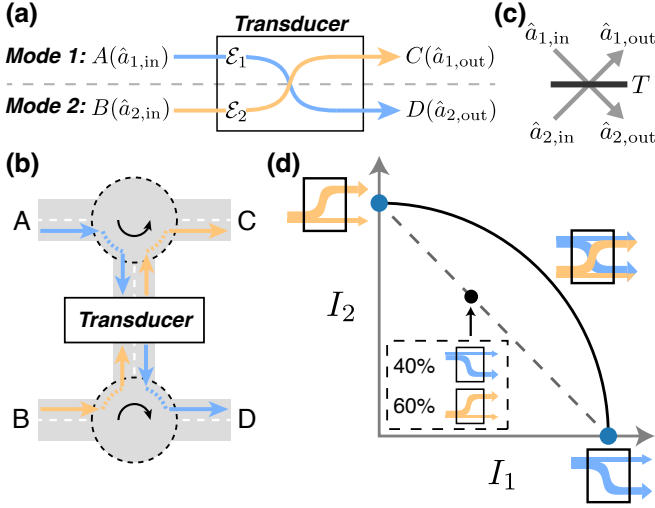 (a)
Transducer
Mode 1: A(â1,in) ℰ1 C(â1,out)
Mode 2: B(â2,in) ℰ2 D(â2,out)
(c)
â1,in â1,out
T
â2,in â2,out
(b)
A C
Transducer
B D
(d)
I2
40%
60%
I1